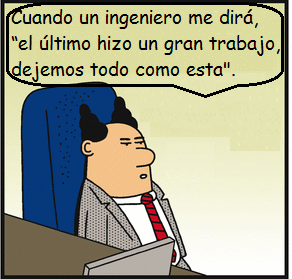 Cuando un ingeniero me dirá,
“el último hizo un gran trabajo,
dejemos todo como esta".